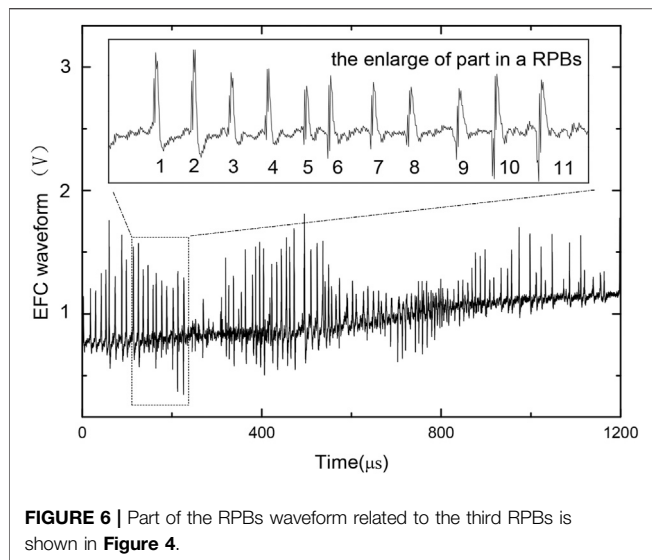 the enlarge of part in a RPBs
1 2 3 4 5 6 7 8 9 10 11
3
2
1
EFC waveform (V)
0 400 800 1200
Time(μs)
FIGURE 6 | Part of the RPBs waveform related to the third RPBs is
shown in Figure 4.